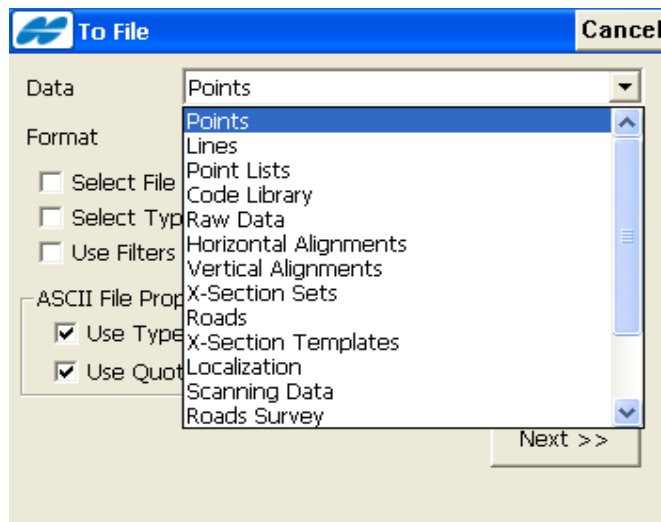 To File
Cancel
Data
Points
Points
Format
Lines
Point Lists
Select File
Code Library
Select Typ
Raw Data
Horizontal Alignments
Use Filters
Vertical Alignments
ASCII File Prop
X-Section Sets
Roads
Use Type
X-Section Templates
Localization
Use Quot
Scanning Data
Roads Survey
Next >>